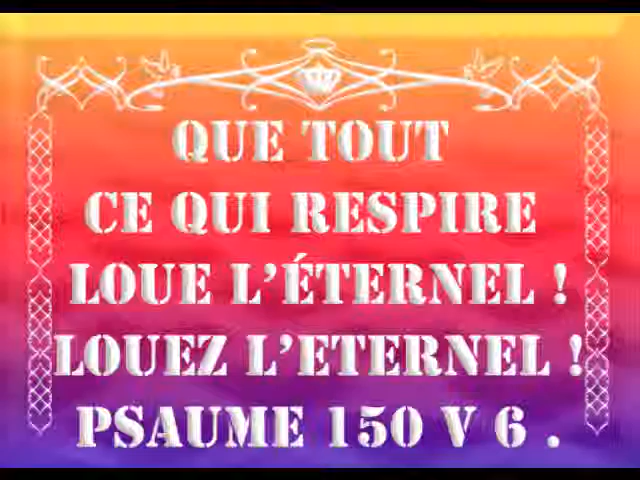 QUE TOUT
CE QUI RESPIRE
LOUE L'ÉTERNEL !
LOUEZ L'ETERNEL !
PSAUME 150 V 6 .